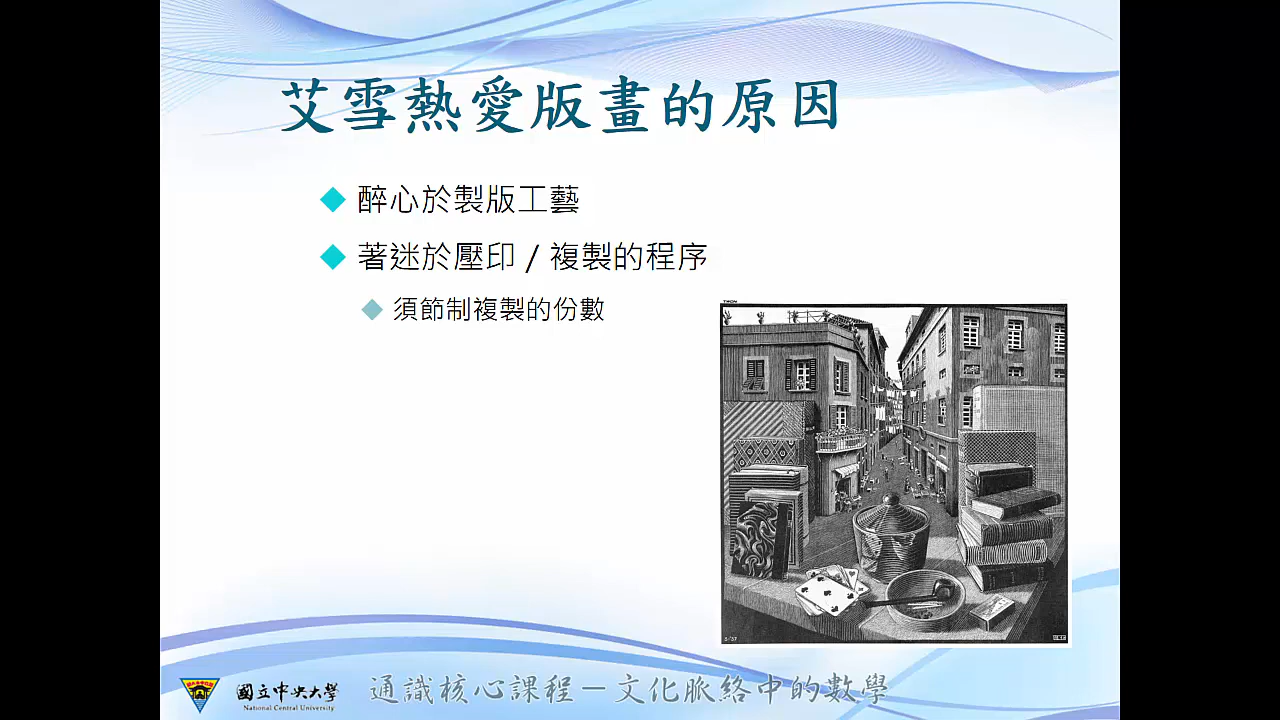 艾雪熱愛版畫的原因
醉心於製版工藝
著迷於壓印 / 複製的程序
須節制複製的份數
國立中央大學
National Central University
通識核心課程－文化脈絡中的數學